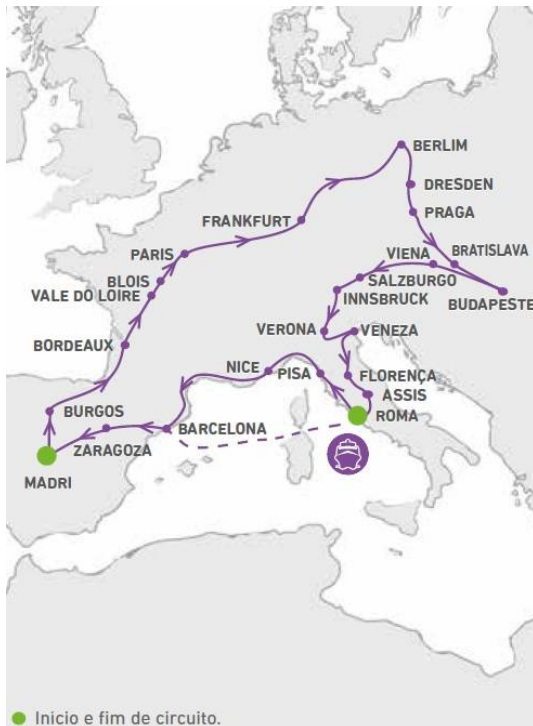 BERLIM
DRESDEN
PRAGA
FRANKFURT
PARIS
VIENA
BRATISLAVA
BLOIS
SALZBURGO
VALE DO LOIRE
INNSBRUCK
BUDAPESTE
VERONA
VENEZA
BORDEAUX
NICE
PISA
FLORENÇA
ASSIS
BURGOS
ROMA
BARCELONA
ZARAGOZA
MADRI
Início e fim de circuito.